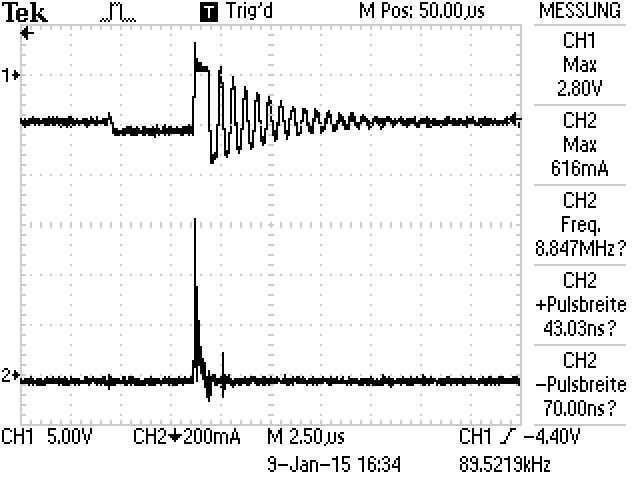 Tek T Trig'd M Pos: 50.00µs MESSUNG
CH1
Max
2.80V
CH2
Max
616mA
CH2
Freq.
8.847MHz?
CH2
+Pulsbreite
43.03ns?
CH2
−Pulsbreite
70.00ns?
1
2
CH1 5.00V CH2 200mA M 2.50µs CH1 −4.40V
9-Jan-15 16:34 89.5219kHz